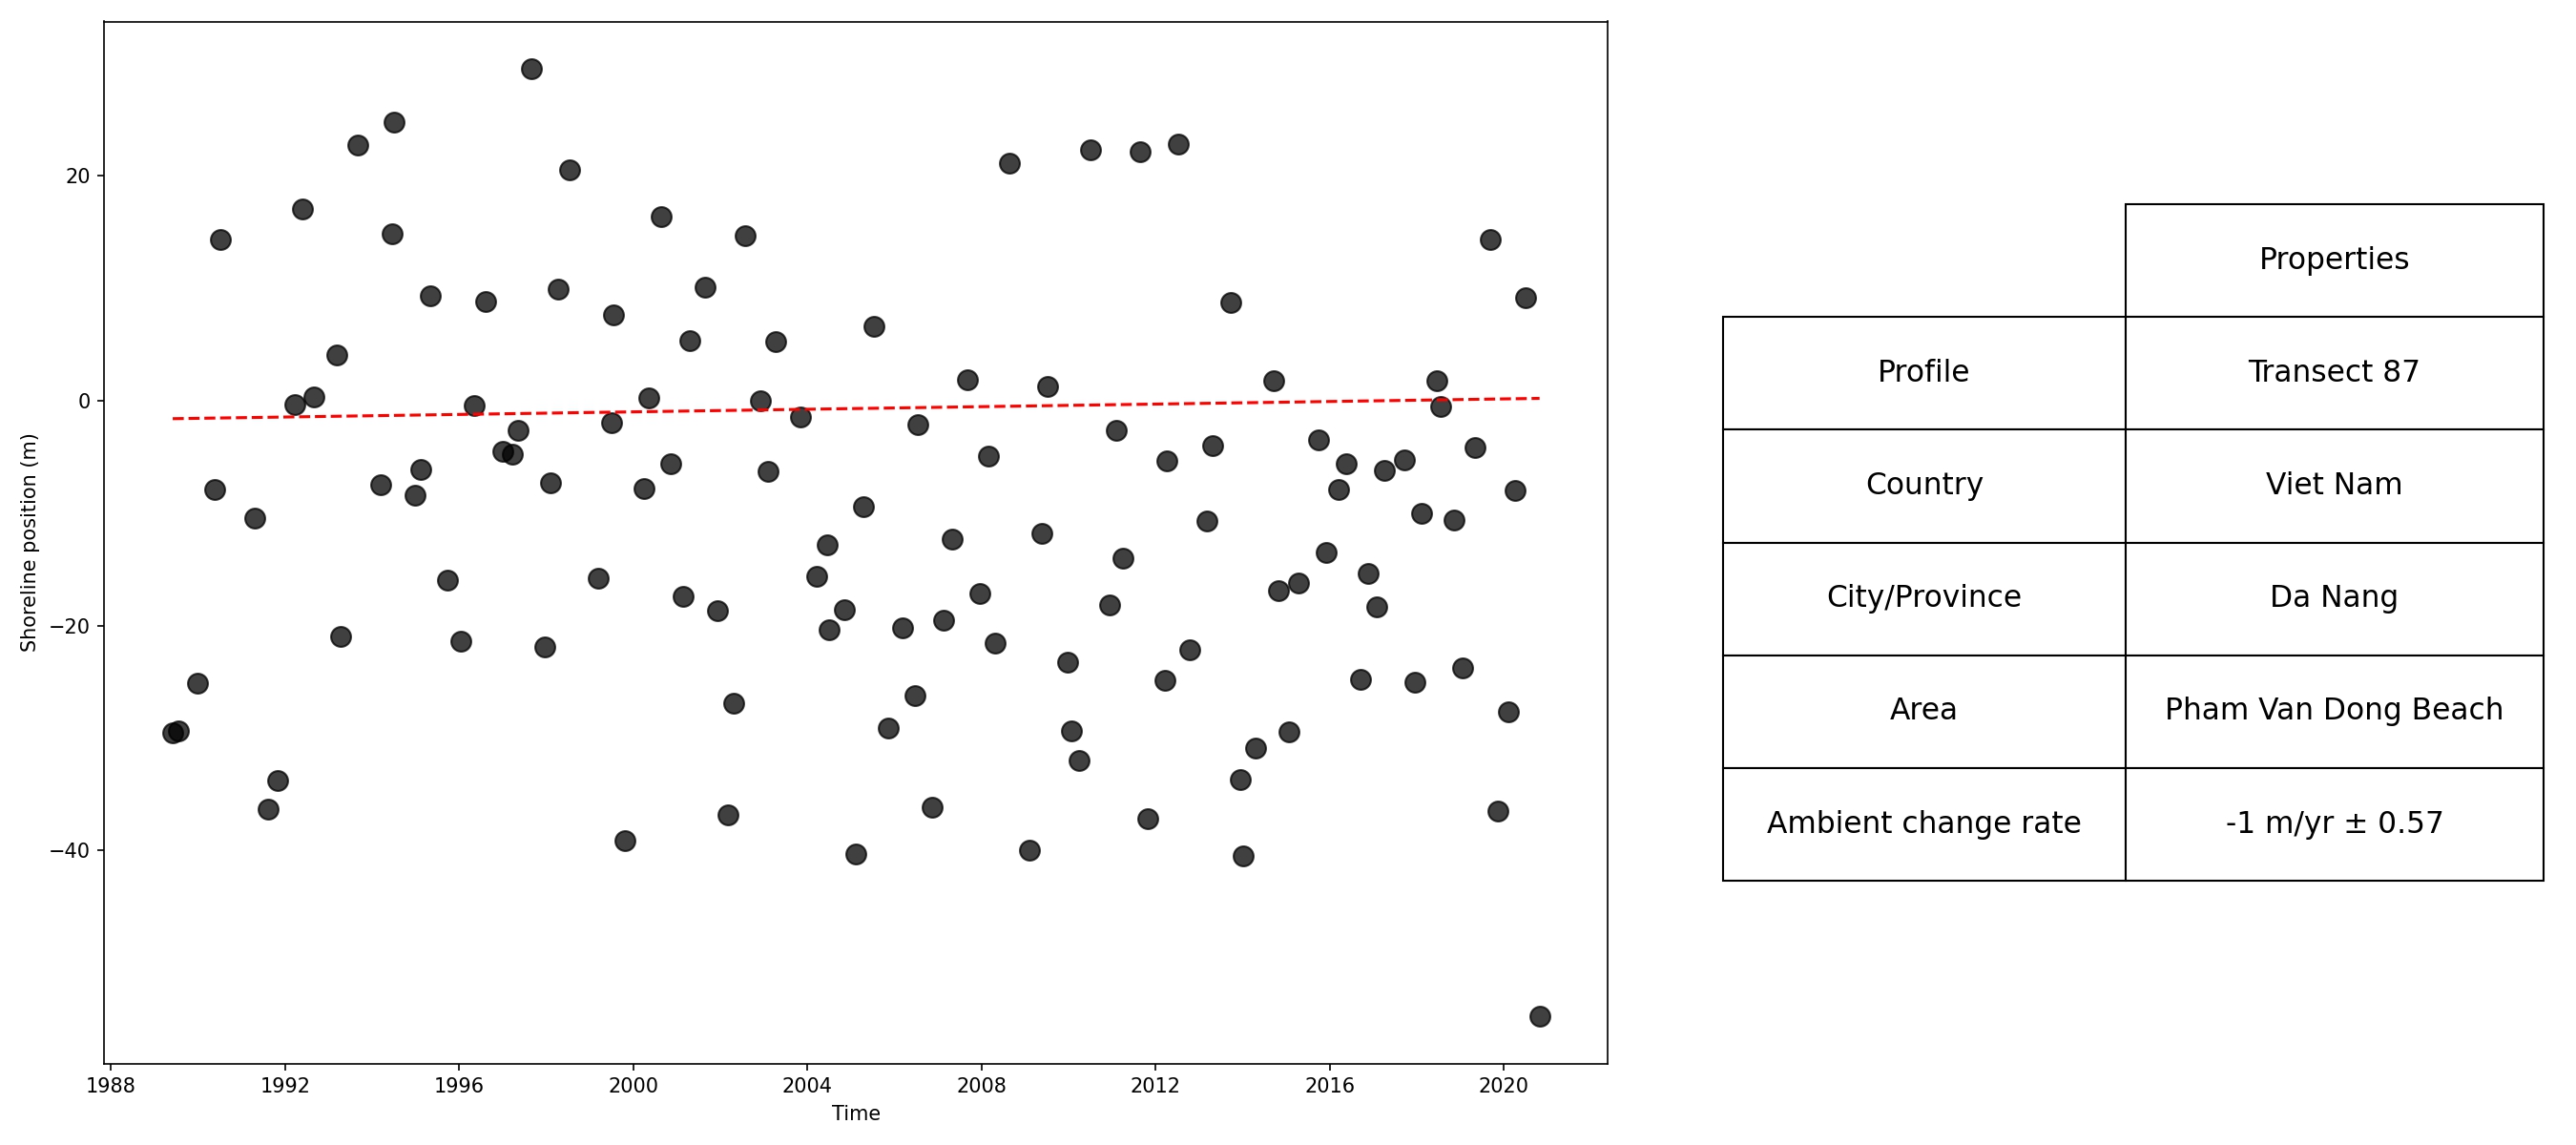 20
0
−20
−40
Shoreline position (m)
1988 1992 1996 2000 2004 2008 2012 2016 2020
Time
Properties
Profile Transect 87
Country Viet Nam
City/Province Da Nang
Area Pham Van Dong Beach
Ambient change rate -1 m/yr ± 0.57